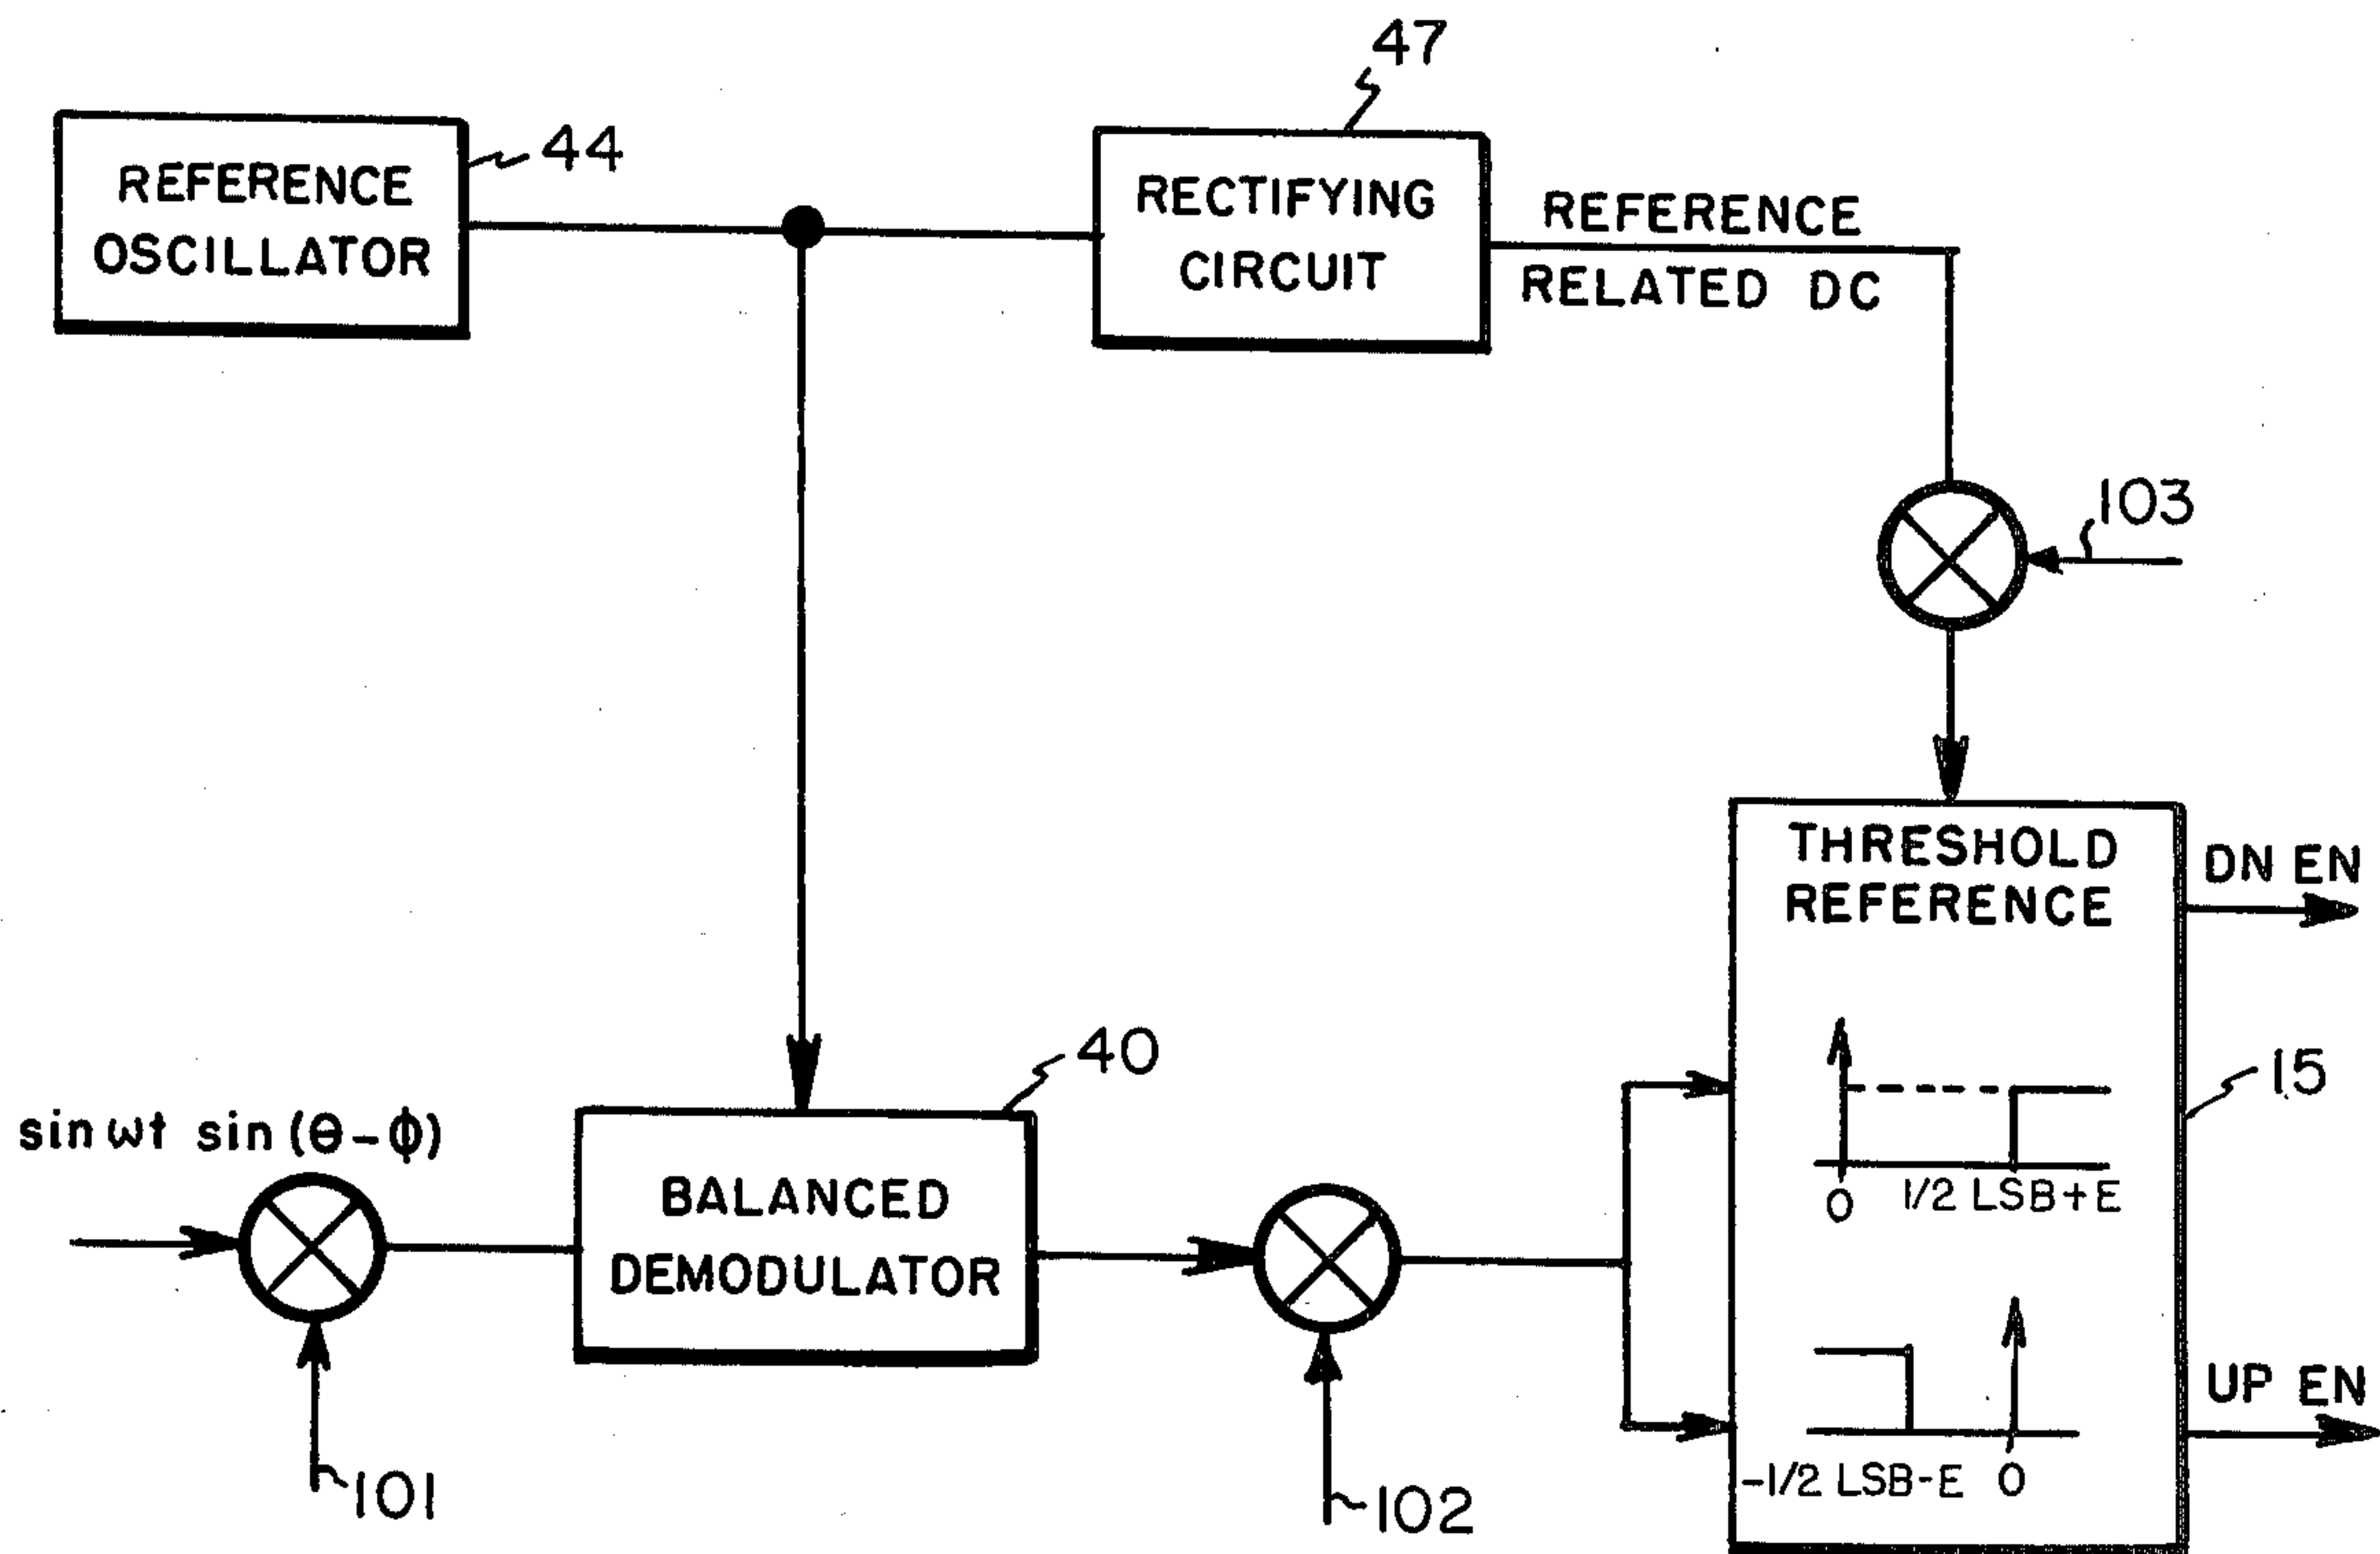 47
REFERENCE
OSCILLATOR
44
RECTIFYING
CIRCUIT
REFERENCE
RELATED DC
103
THRESHOLD
REFERENCE
DN EN
0
1/2 LSB+E
15
40
sin ωt sin (θ-ϕ)
BALANCED
DEMODULATOR
UP EN
-1/2 LSB-E
0
101
102